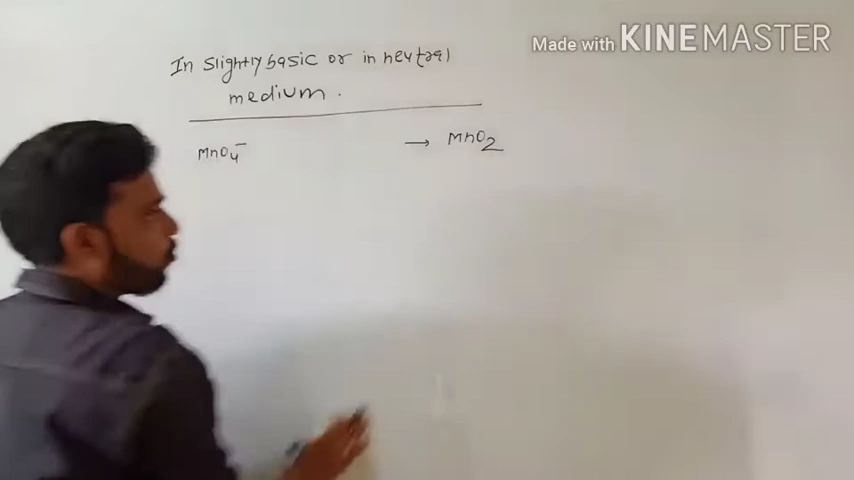 Made with KINEMASTER
In slightly basic or in neutral
medium.
MnO₄⁻ → MnO₂